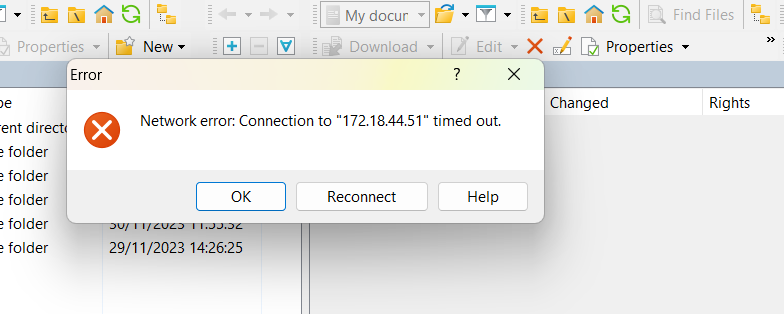 My docur
Find Files
Properties
New
Download
Edit
Properties
»
Error
?
Network error: Connection to "172.18.44.51" timed out.
OK
Reconnect
Help
pe
Changed
Rights
rent directo
e folder
e folder
e folder
e folder
30/11/2023 11:55:32
e folder
29/11/2023 14:26:25